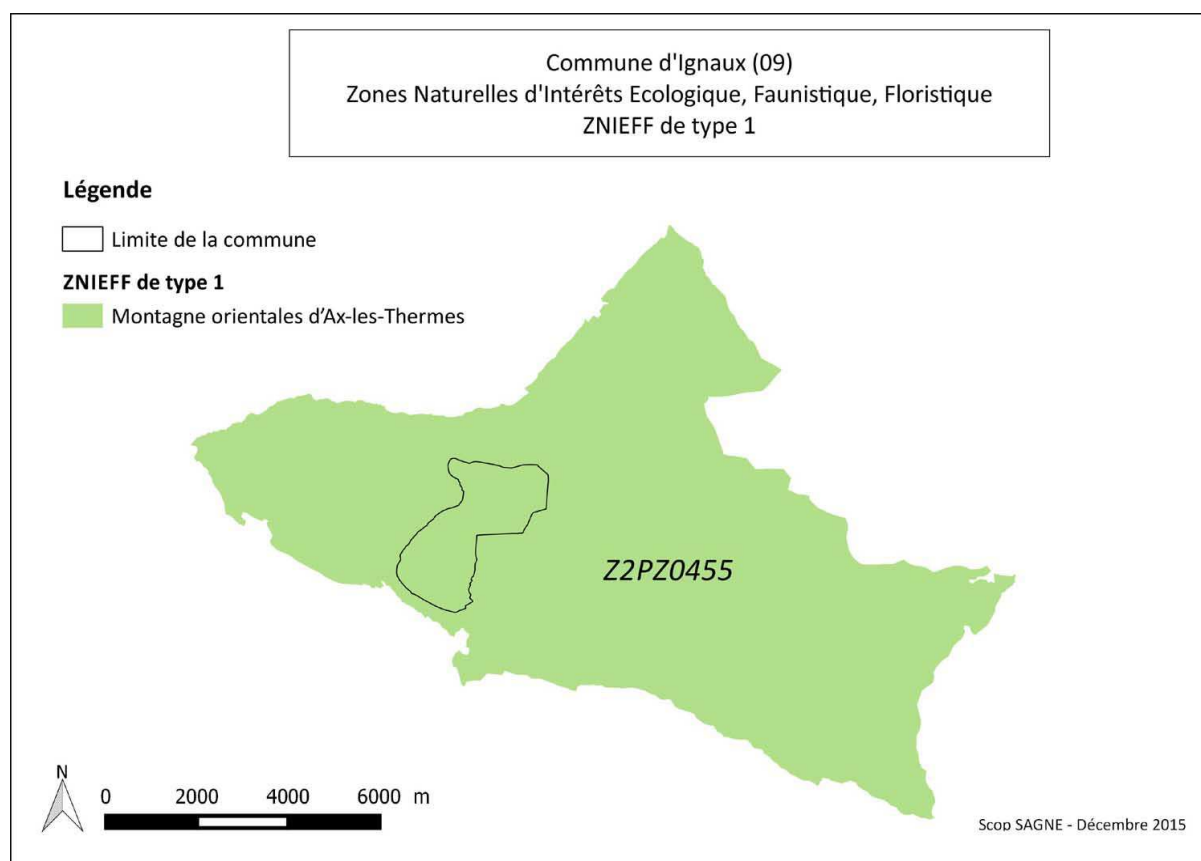 Commune d'Ignaux (09)
Zones Naturelles d'Intérêts Ecologique, Faunistique, Floristique
ZNIEFF de type 1
Légende
Limite de la commune
ZNIEFF de type 1
Montagne orientales d'Ax-les-Thermes
Z2PZ0455
N
0 2000 4000 6000 m
Scop SAGNE - Décembre 2015